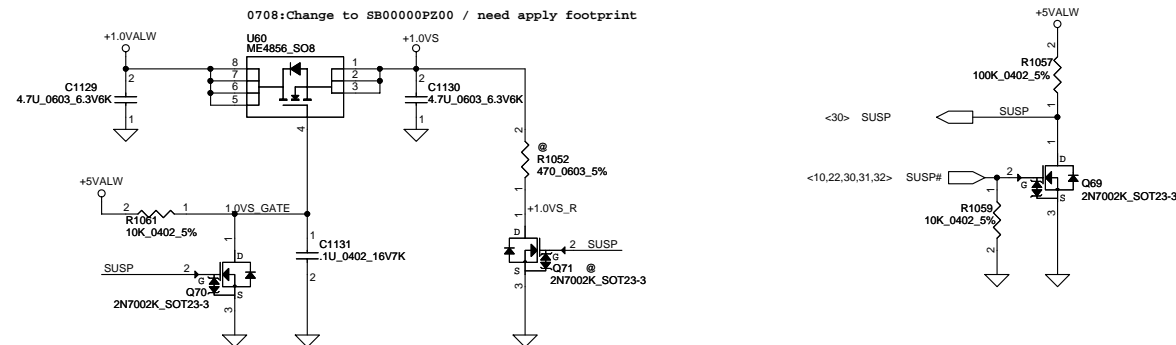 0708:Change to SB00000PZ00 / need apply footprint
+1.0VALW
U60
ME4856_SO8
+1.0VS
8
7
6
5
1
2
3
4
2
C1129
4.7U_0603_6.3V6K
1
2
C1130
4.7U_0603_6.3V6K
1
2
@
R1052
470_0603_5%
1
+1.0VS_R
+5VALW
2
1
1.0VS_GATE
R1061
10K_0402_5%
1
C1131
.1U_0402_16V7K
2
SUSP
2
G
1
D
S
Q70
2N7002K_SOT23-3
3
1
D
2
SUSP
G
S
Q71
@
2N7002K_SOT23-3
3
+5VALW
2
R1057
100K_0402_5%
1
<30>
SUSP
SUSP
<10,22,30,31,32>
SUSP#
2
G
1
D
S
Q69
2N7002K_SOT23-3
3
1
R1059
10K_0402_5%
2